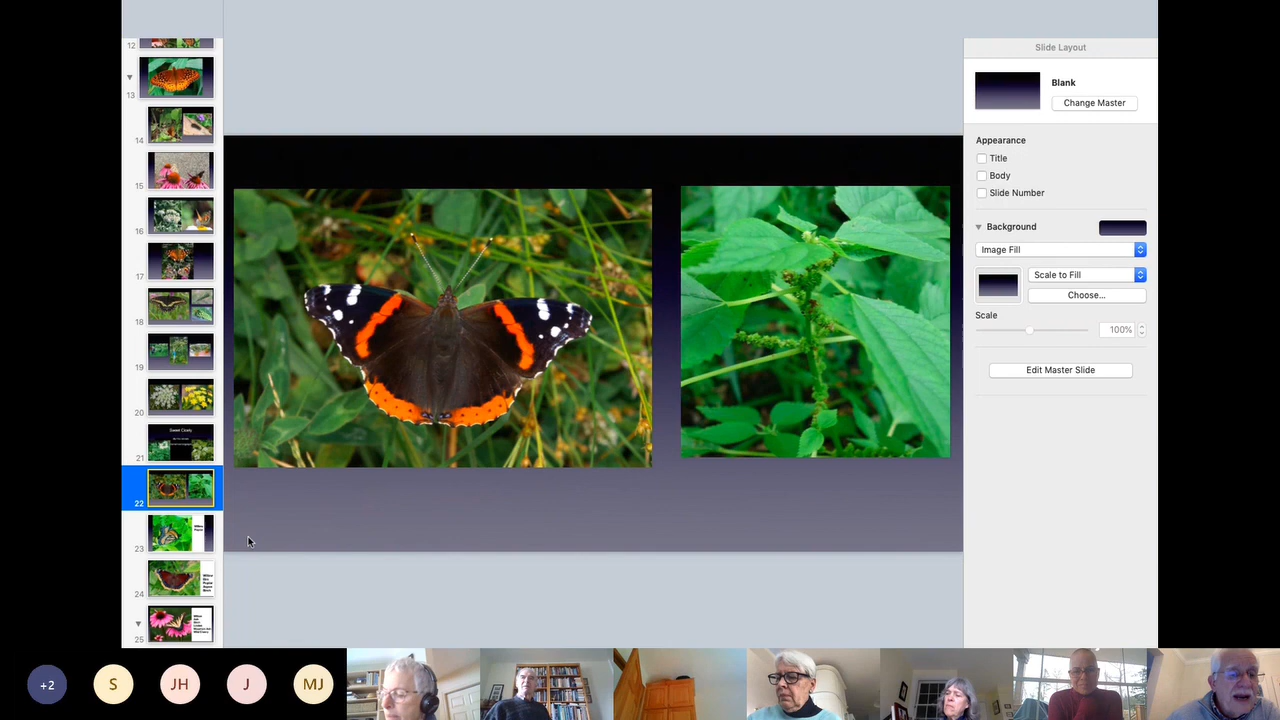 12
13
14
15
16
17
18
19
20
21
22
23
24
25
Sweet Cicely
Slide Layout
Blank
Change Master
Appearance
Title
Body
Slide Number
Background
Image Fill
Scale to Fill
Choose...
Scale
100%
Edit Master Slide
+2
S
JH
J
MJ